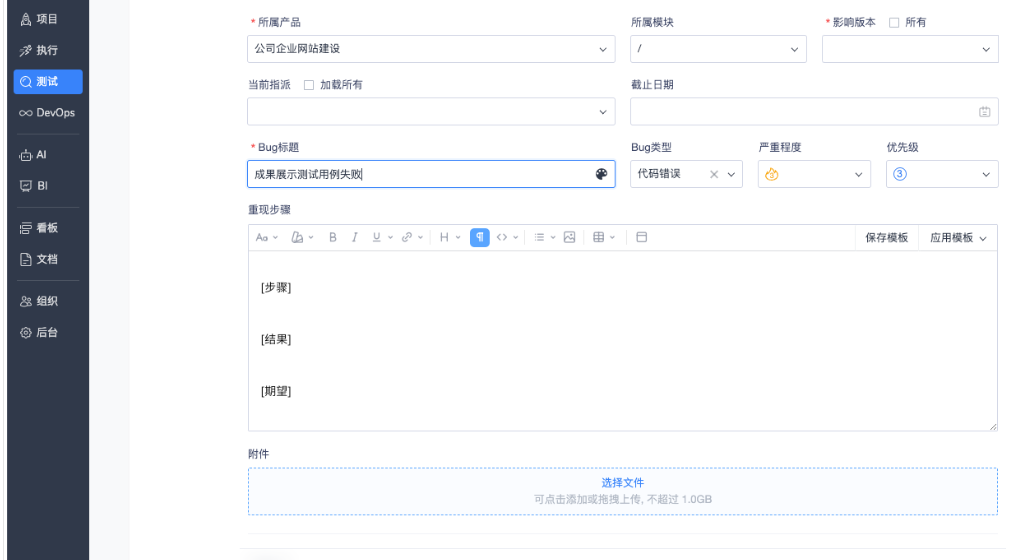 项目
执行
测试
DevOps
AI
BI
看板
文档
组织
后台
* 所属产品
所属模块
* 影响版本 所有
公司企业网站建设
/
当前指派 加载所有
截止日期
* Bug标题
Bug类型
严重程度
优先级
成果展示测试用例失败
代码错误
3
3
重现步骤
Aa
B I U H
保存模板
应用模板
[步骤]
[结果]
[期望]
附件
选择文件
可点击添加或拖拽上传, 不超过 1.0GB